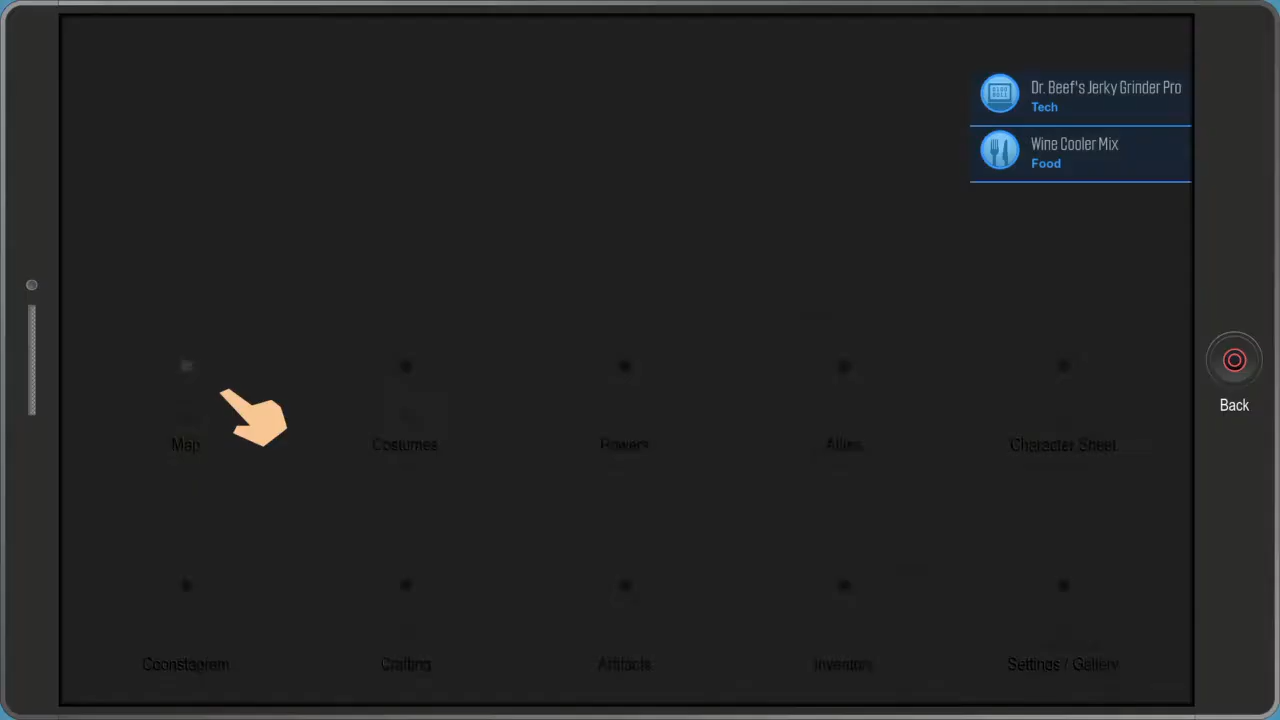 Dr. Beef's Jerky Grinder Pro
Tech
Wine Cooler Mix
Food
Back
Map
Costumes
Powers
Allies
Character Sheet
Coonstagram
Crafting
Artifacts
Inventory
Settings / Gallery